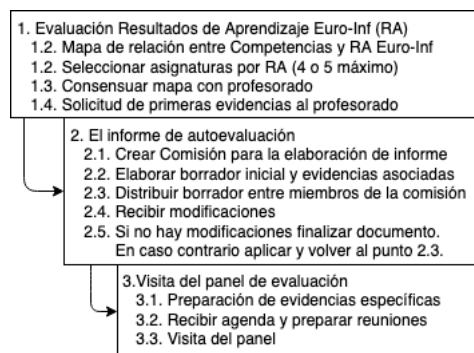 1. Evaluación Resultados de Aprendizaje Euro-Inf (RA)
1.2. Mapa de relación entre Competencias y RA Euro-Inf
1.2. Seleccionar asignaturas por RA (4 o 5 máximo)
1.3. Consensuar mapa con profesorado
1.4. Solicitud de primeras evidencias al profesorado
2. El informe de autoevaluación
2.1. Crear Comisión para la elaboración de informe
2.2. Elaborar borrador inicial y evidencias asociadas
2.3. Distribuir borrador entre miembros de la comisión
2.4. Recibir modificaciones
2.5. Si no hay modificaciones finalizar documento.
En caso contrario aplicar y volver al punto 2.3.
3.Visita del panel de evaluación
3.1. Preparación de evidencias específicas
3.2. Recibir agenda y preparar reuniones
3.3. Visita del panel